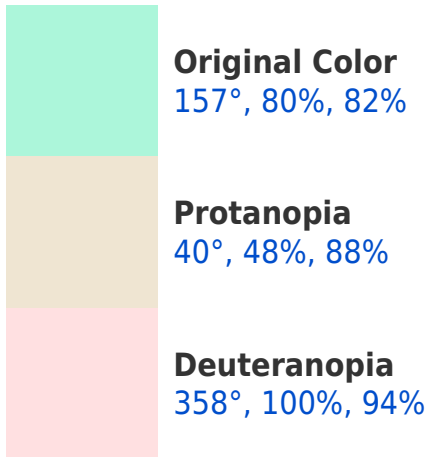 Original Color
157°, 80%, 82%
Protanopia
40°, 48%, 88%
Deuteranopia
358°, 100%, 94%